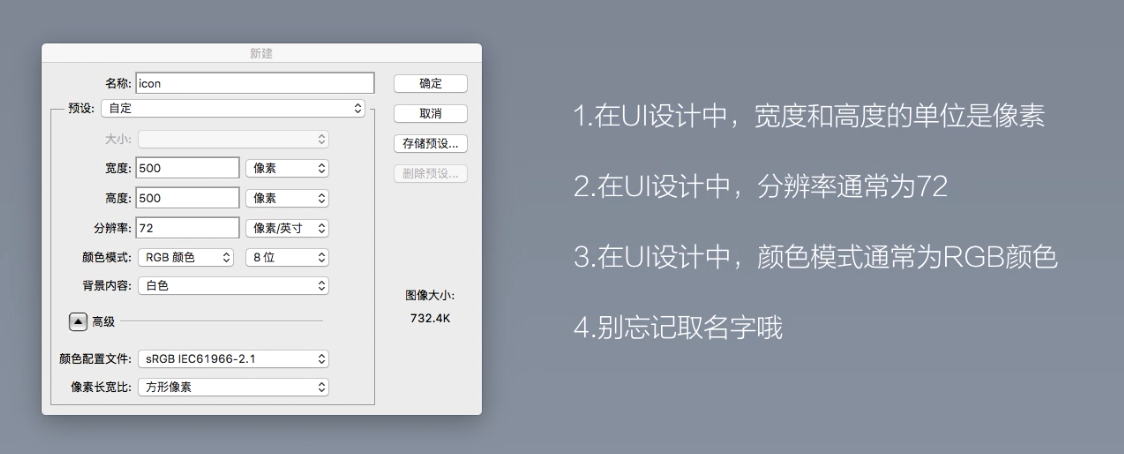 新建
名称: icon
确定
预设: 自定
取消
大小:
存储预设...
宽度: 500 像素
删除预设...
高度: 500 像素
分辨率: 72 像素/英寸
颜色模式: RGB 颜色 8 位
背景内容: 白色
图像大小:
732.4K
高级
颜色配置文件: sRGB IEC61966-2.1
像素长宽比: 方形像素
1.在UI设计中，宽度和高度的单位是像素
2.在UI设计中，分辨率通常为72
3.在UI设计中，颜色模式通常为RGB颜色
4.别忘记取名字哦